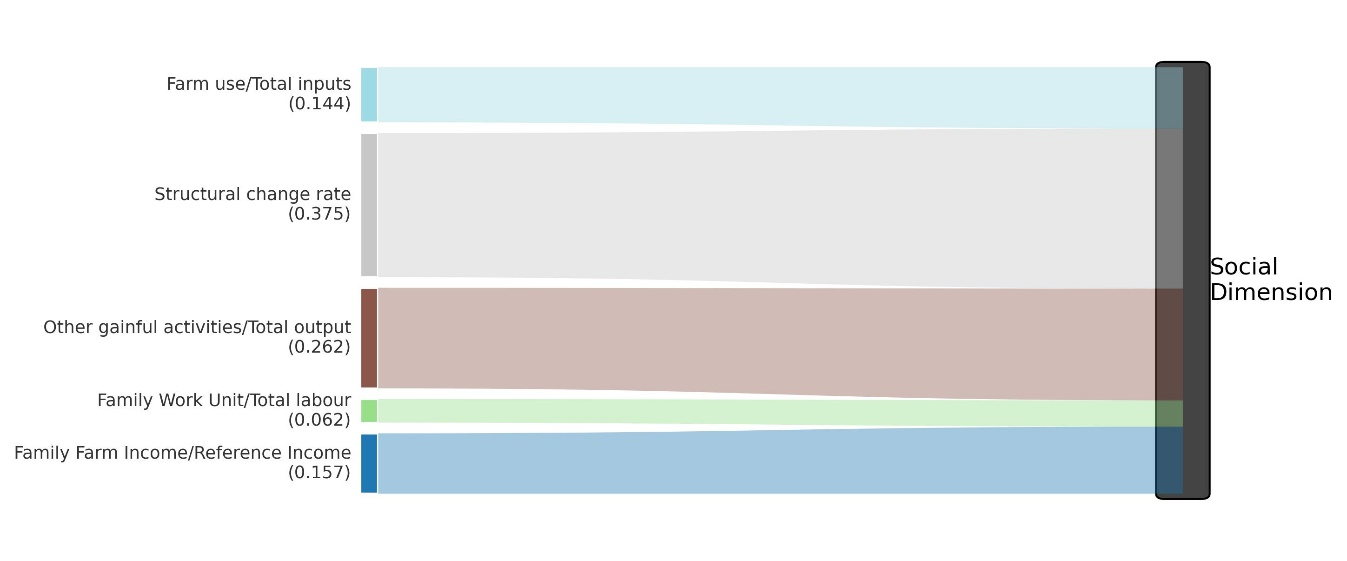 Farm use/Total inputs
(0.144)
Structural change rate
(0.375)
Other gainful activities/Total output
(0.262)
Family Work Unit/Total labour
(0.062)
Family Farm Income/Reference Income
(0.157)
Social
Dimension